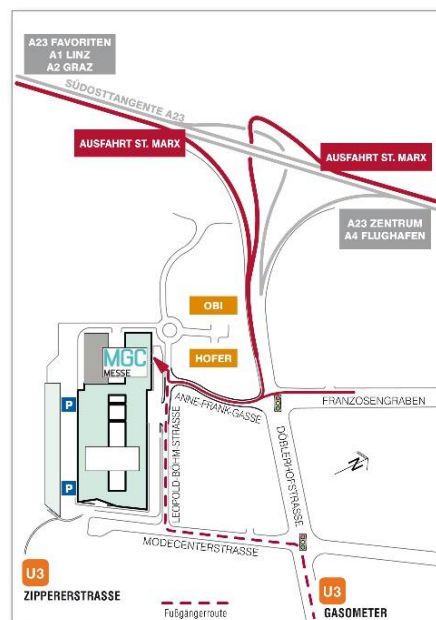 A23 FAVORITEN
A1 LINZ
A2 GRAZ
SÜDOSTTANGENTE A23
AUSFAHRT ST. MARX
AUSFAHRT ST. MARX
A23 ZENTRUM
A4 FLUGHAFEN
OBI
HOFER
MGC
MESSE
ANNE-FRANK-GASSE
FRANZOSENGRABEN
P
LEOPOLD-BÖHM-STRASSE
DÖBLERHOFSTRASSE
N
P
MODECENTERSTRASSE
U3
ZIPPERERSTRASSE
U3
GASOMETER
Fußgängerroute